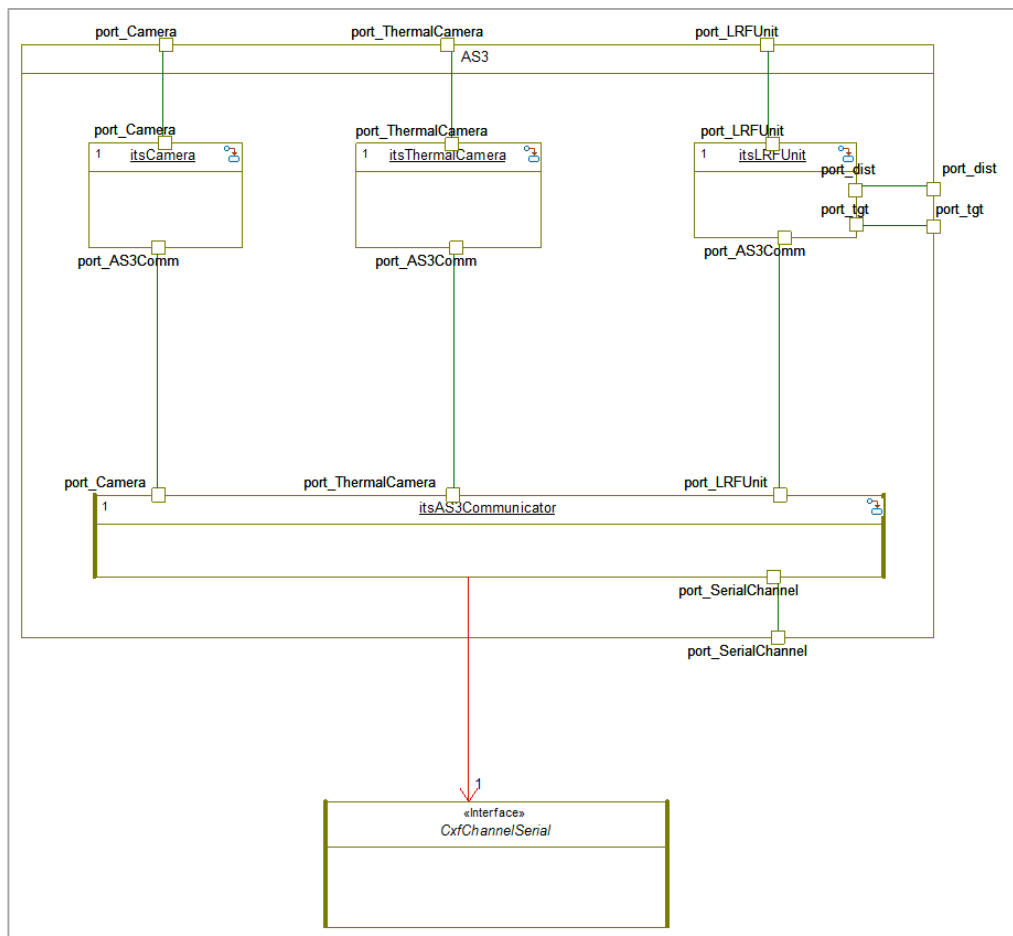 port_Camera
port_ThermalCamera
port_LRFUnit
AS3
port_Camera
port_ThermalCamera
port_LRFUnit
1 itsCamera
1 itsThermalCamera
1 itsLRFUnit
port_dist
port_dist
port_tgt
port_tgt
port_AS3Comm
port_AS3Comm
port_AS3Comm
port_Camera
port_ThermalCamera
port_LRFUnit
1 itsAS3Communicator
port_SerialChannel
port_SerialChannel
1
«Interface»
CxfChannelSerial